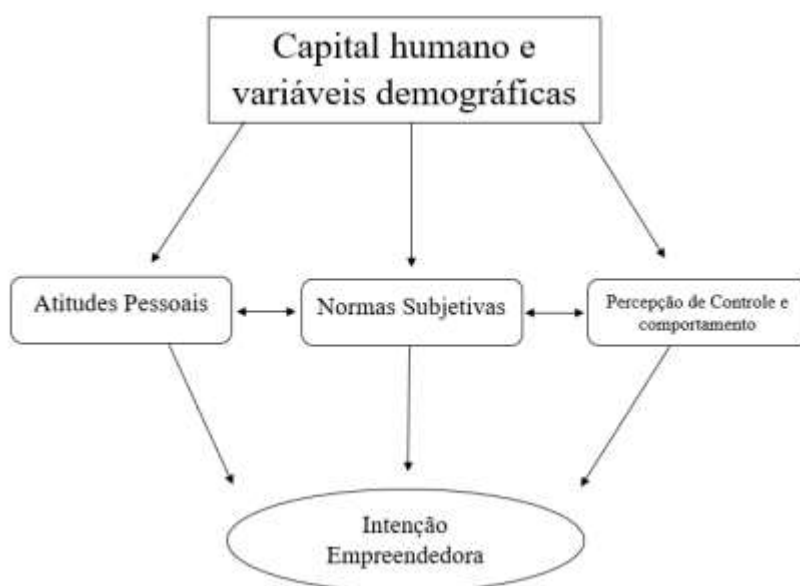 Capital humano e
variáveis demográficas
Atitudes Pessoais
Normas Subjetivas
Percepção de Controle e
comportamento
Intenção
Empreendedora